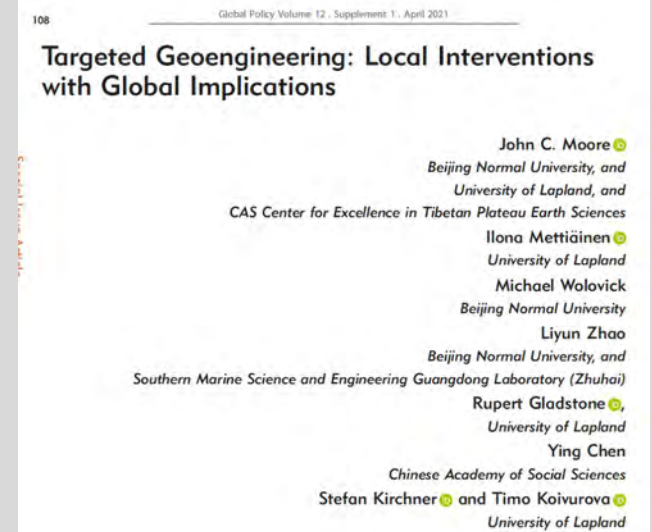 108
Global Policy Volume 12 . Supplement 1 . April 2021
Targeted Geoengineering: Local Interventions
with Global Implications
John C. Moore
Beijing Normal University, and
University of Lapland, and
CAS Center for Excellence in Tibetan Plateau Earth Sciences
Ilona Mettiäinen
University of Lapland
Michael Wolovick
Beijing Normal University
Liyun Zhao
Beijing Normal University, and
Southern Marine Science and Engineering Guangdong Laboratory (Zhuhai)
Rupert Gladstone ,
University of Lapland
Ying Chen
Chinese Academy of Social Sciences
Stefan Kirchner and Timo Koivurova
University of Lapland